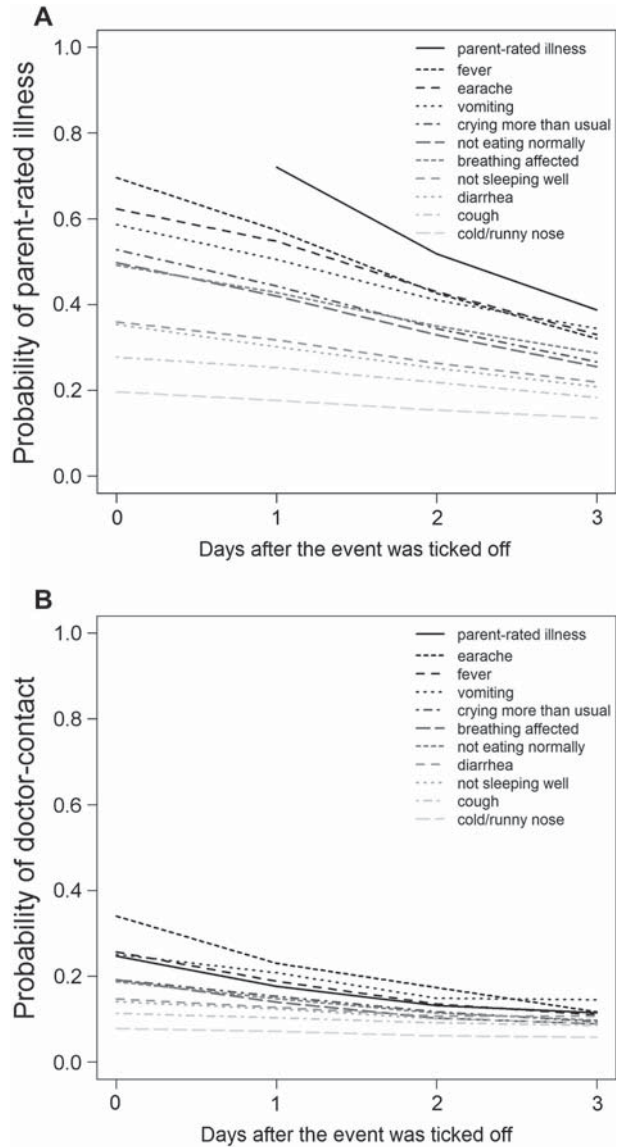 A
Probability of parent-rated illness
1.0
0.8
0.6
0.4
0.2
0.0
parent-rated illness
fever
earache
vomiting
crying more than usual
not eating normally
breathing affected
not sleeping well
diarrhea
cough
cold/runny nose
0 1 2 3
Days after the event was ticked off
B
Probability of doctor-contact
1.0
0.8
0.6
0.4
0.2
0.0
parent-rated illness
earache
fever
vomiting
crying more than usual
breathing affected
not eating normally
diarrhea
not sleeping well
cough
cold/runny nose
0 1 2 3
Days after the event was ticked off